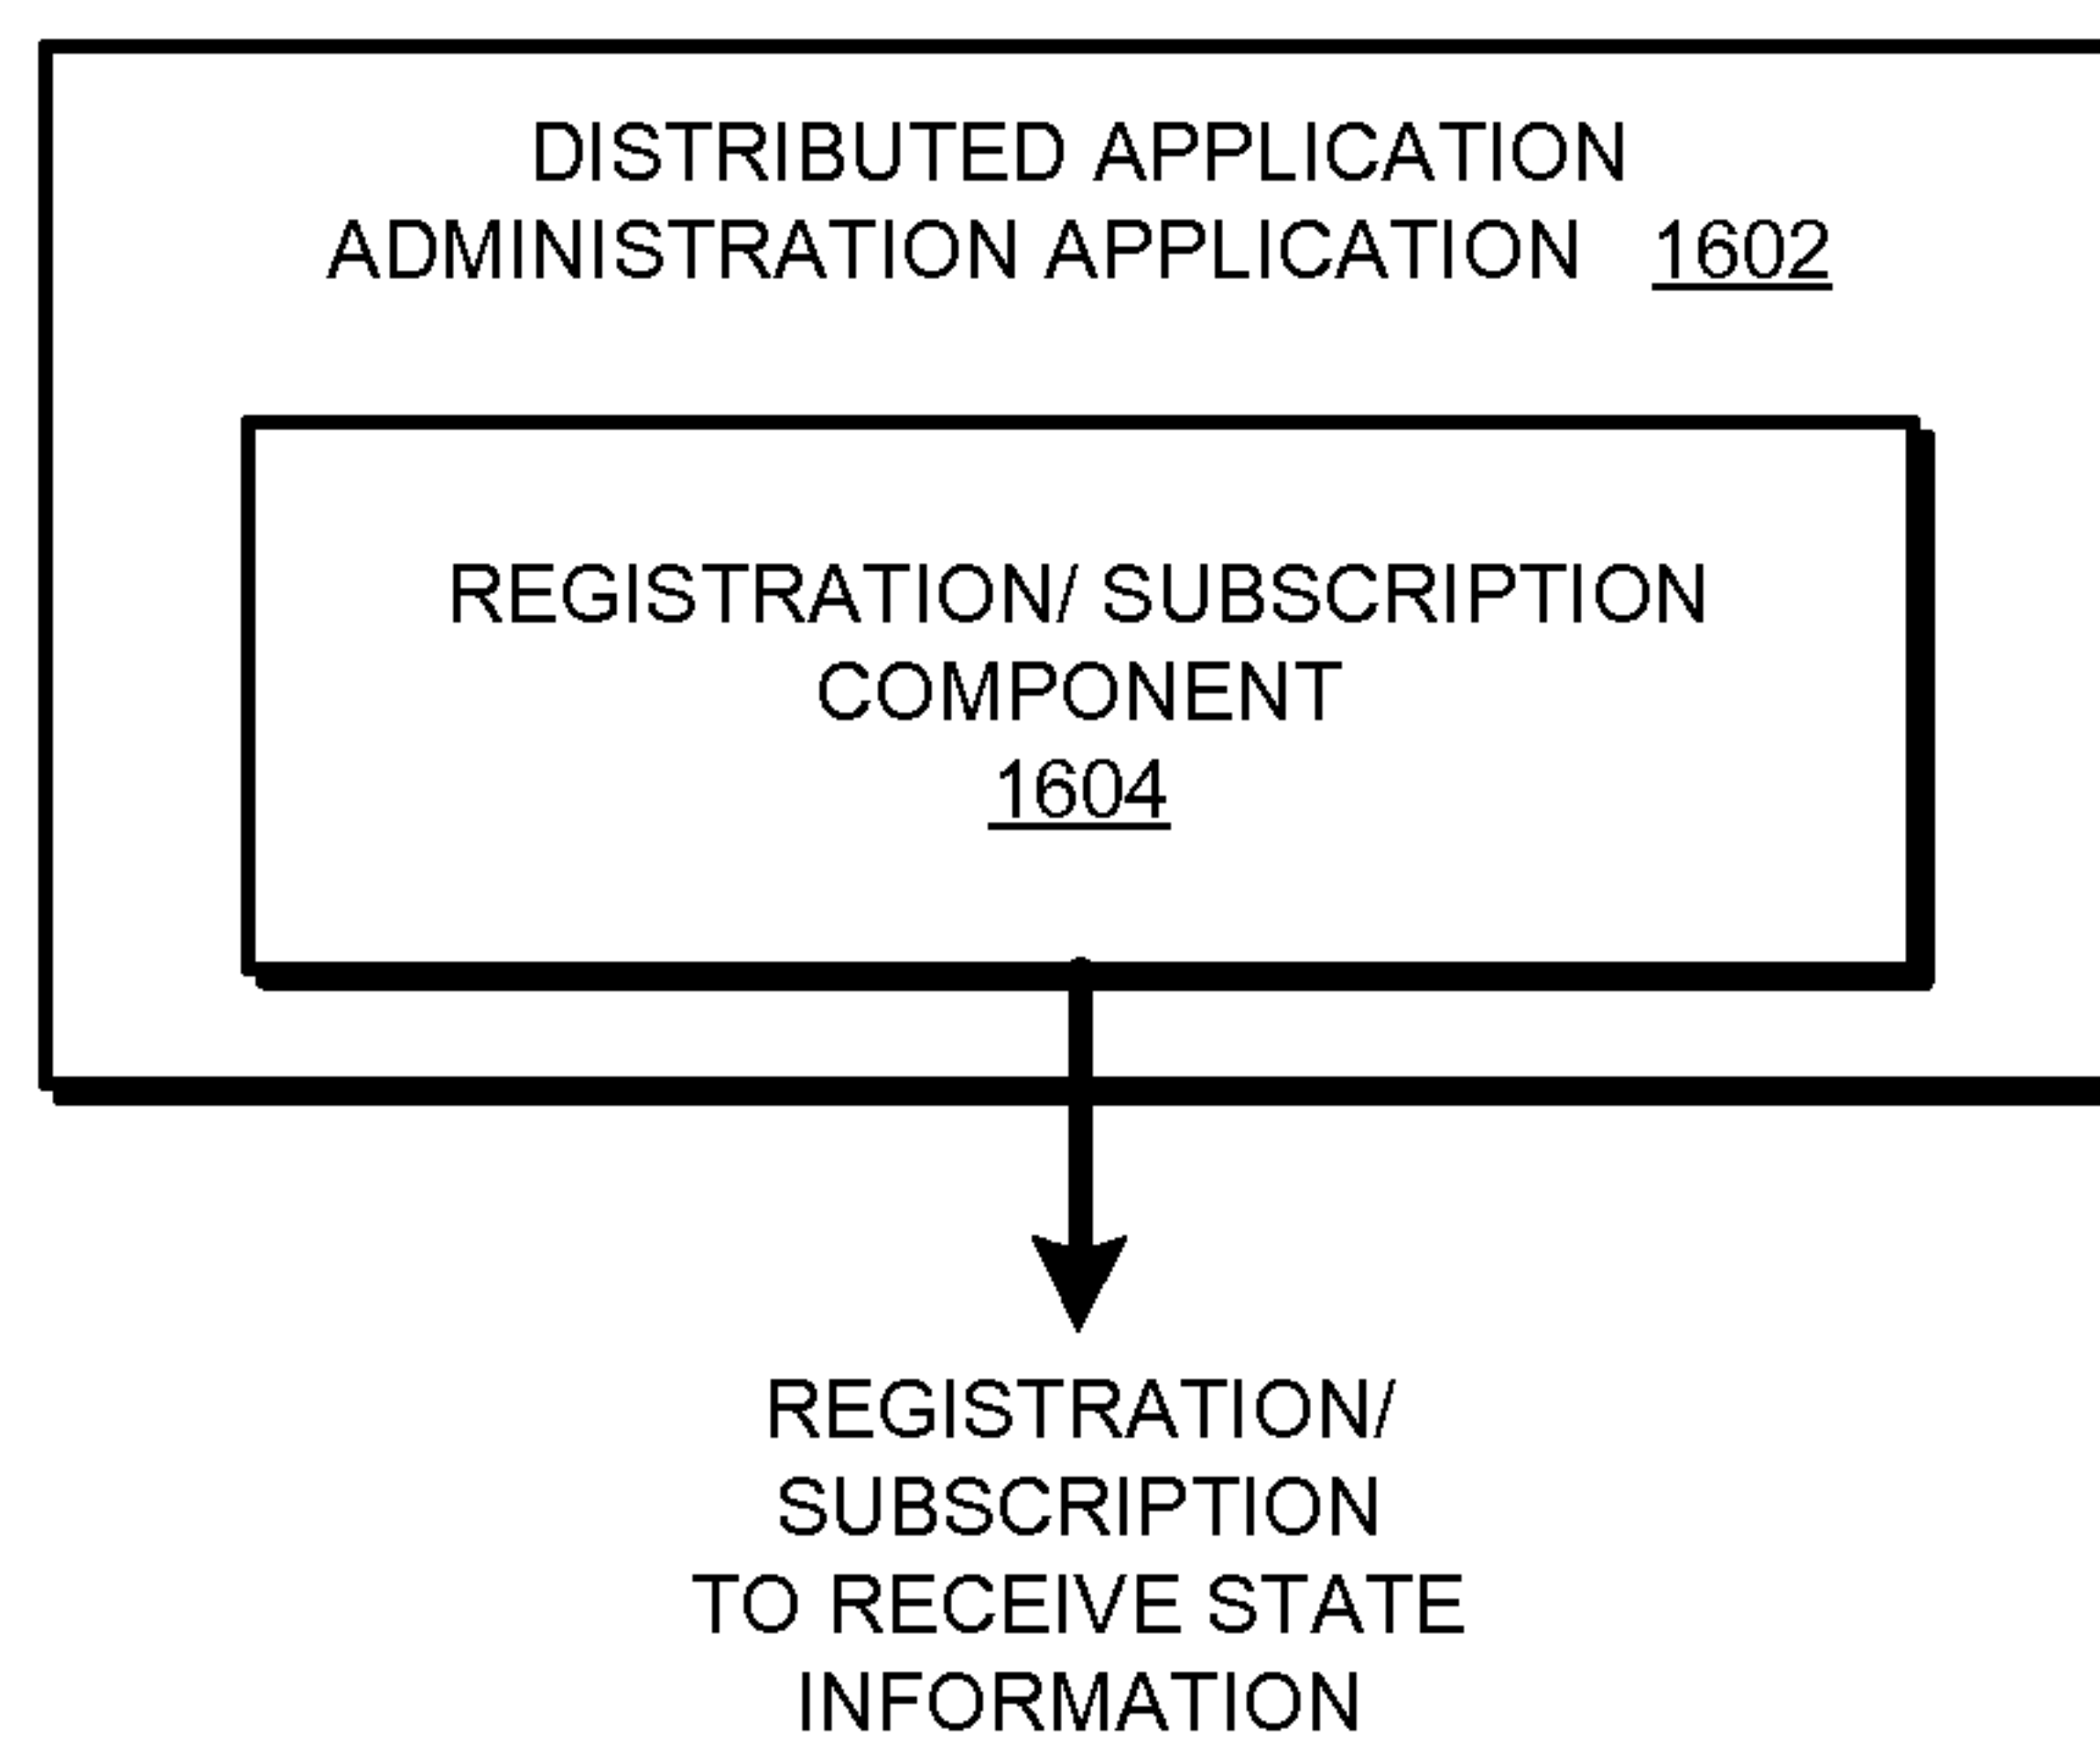 DISTRIBUTED APPLICATION
ADMINISTRATION APPLICATION 1602
REGISTRATION/ SUBSCRIPTION
COMPONENT
1604
REGISTRATION/
SUBSCRIPTION
TO RECEIVE STATE
INFORMATION